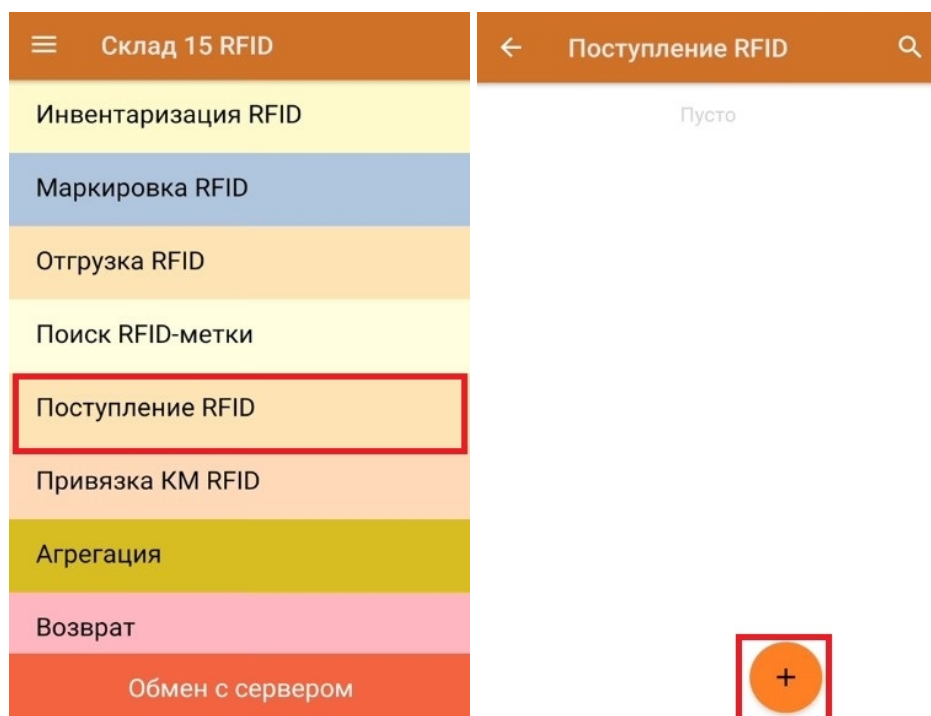 Склад 15 RFID
Инвентаризация RFID
Маркировка RFID
Отгрузка RFID
Поиск RFID-метки
Поступление RFID
Привязка КМ RFID
Агрегация
Возврат
Обмен с сервером
Поступление RFID
Пусто
+